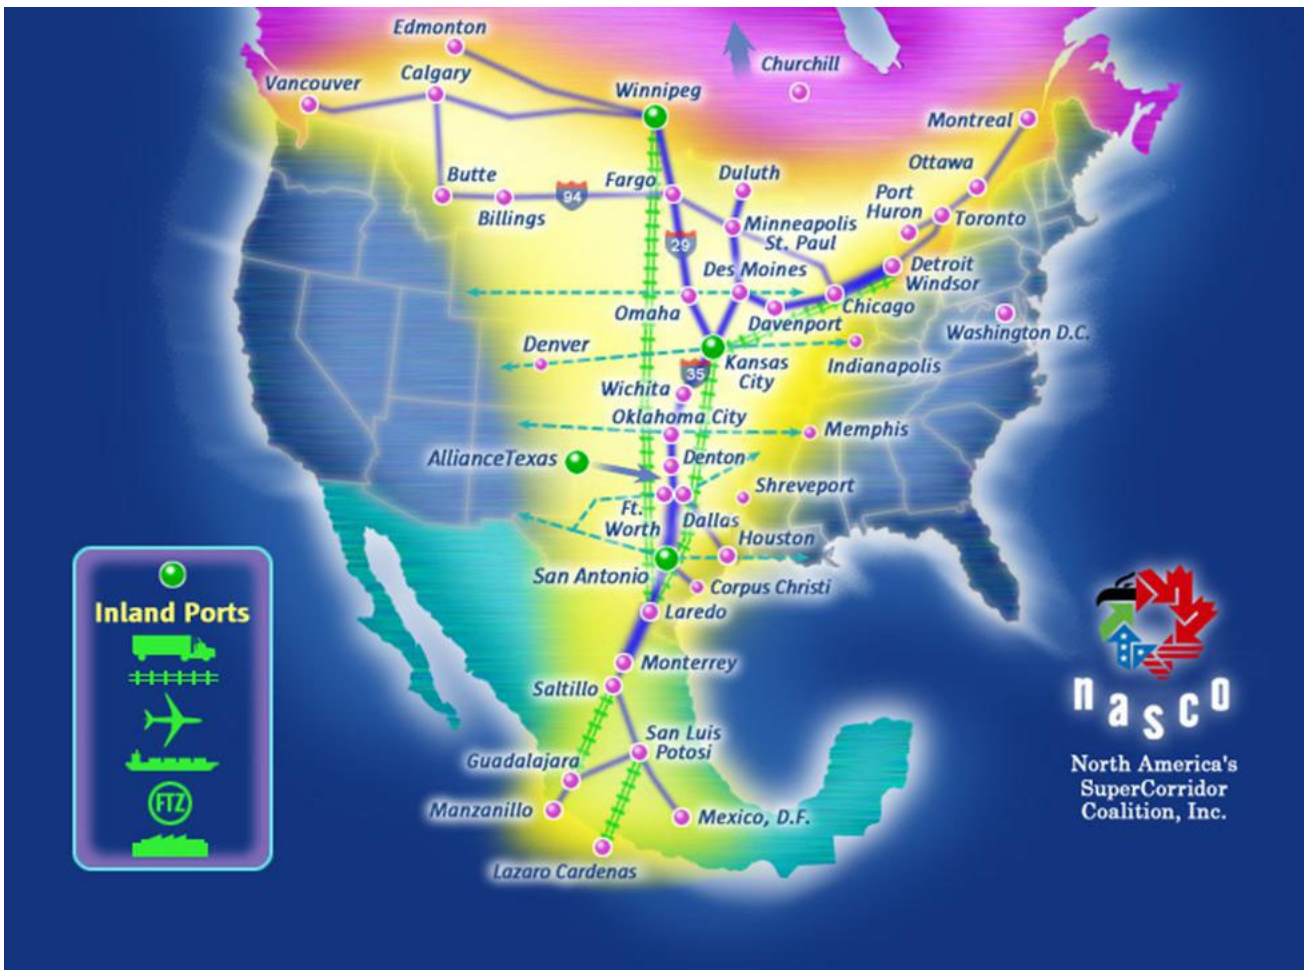 Edmonton
Vancouver
Calgary
Winnipeg
Churchill
Montreal
Ottawa
Butte
Billings
94
Fargo
Duluth
Port
Huron
Toronto
Minneapolis
St. Paul
29
Des Moines
Detroit
Windsor
Omaha
Davenport
Chicago
Washington D.C.
Denver
Kansas
City
Indianapolis
35
Wichita
Oklahoma City
Memphis
AllianceTexas
Denton
Shreveport
Ft.
Worth
Dallas
Houston
San Antonio
Corpus Christi
Laredo
Monterrey
Saltillo
San Luis
Potosi
Guadalajara
Manzanillo
Mexico, D.F.
Lazaro Cardenas
Inland Ports
FTZ
nasco
North America's
SuperCorridor
Coalition, Inc.